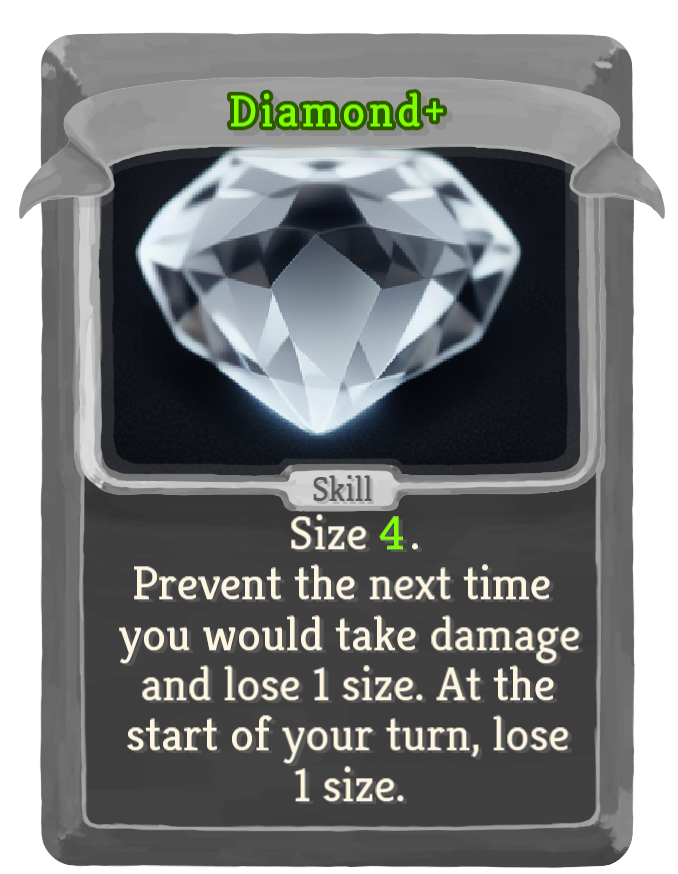 Diamond+
Skill
Size 4.
Prevent the next time
you would take damage
and lose 1 size. At the
start of your turn, lose
1 size.